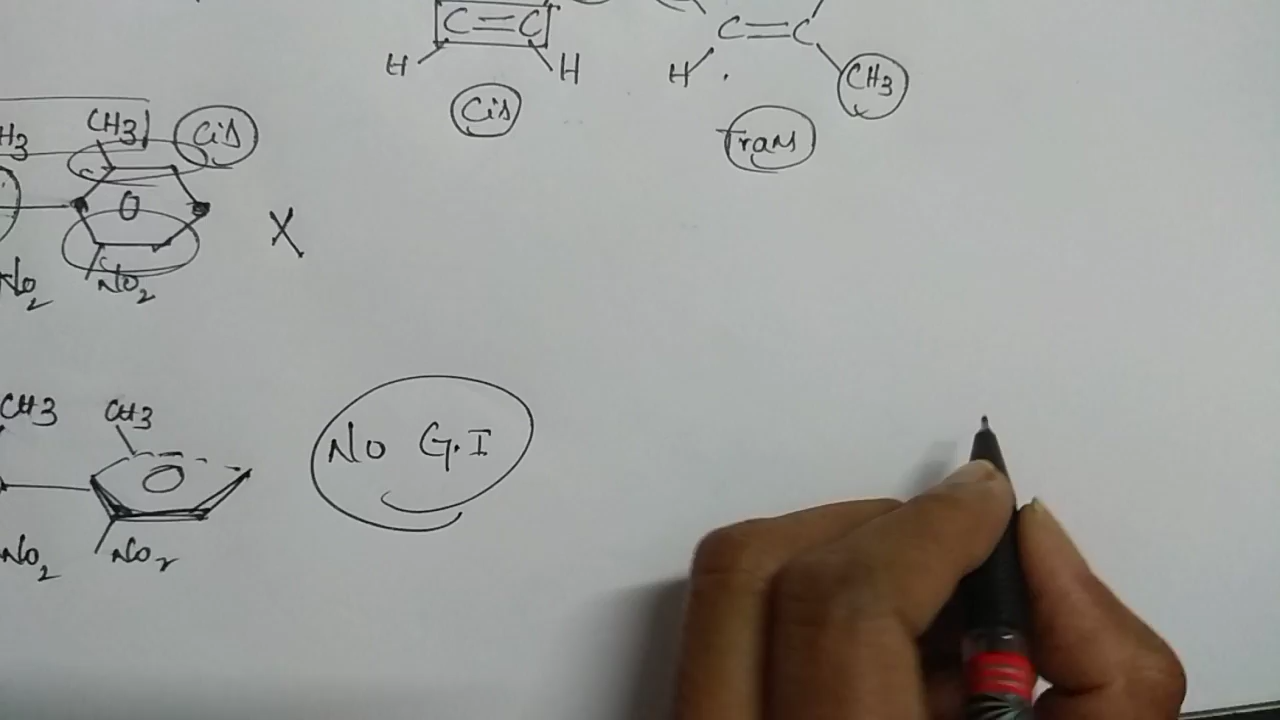 C=C C=C
H H H CH3
Cis Trans
H3 CH3 Cis
X
No2 No2
CH3 CH3
No G.I
No2 No2